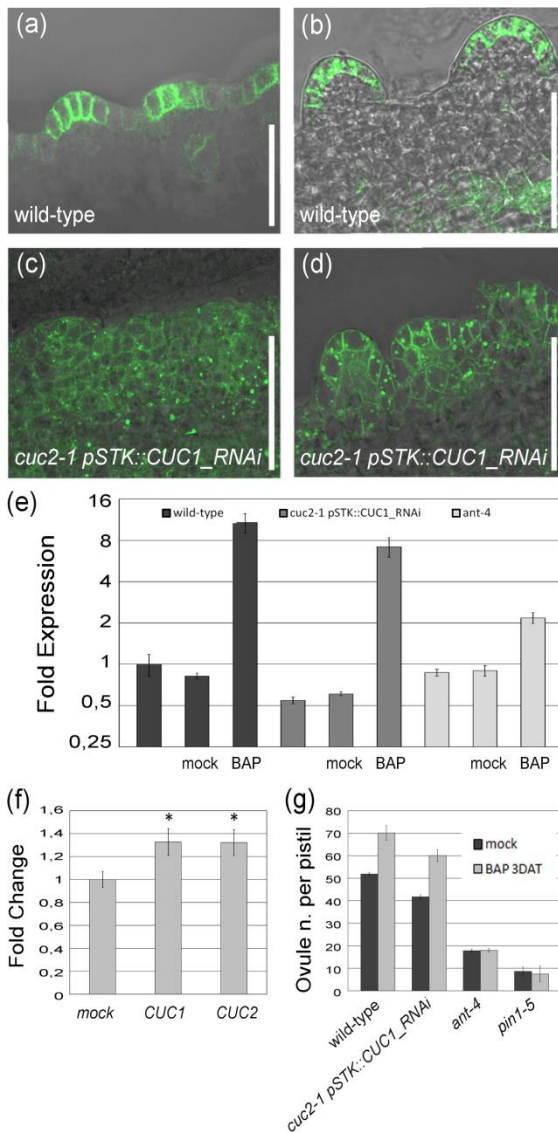 (a)
wild-type
(b)
wild-type
(c)
cuc2-1 pSTK::CUC1_RNAi
(d)
cuc2-1 pSTK::CUC1_RNAi
(e)
Fold Expression
16
8
4
2
1
0,5
0,25
wild-type cuc2-1 pSTK::CUC1_RNAi ant-4
mock BAP mock BAP mock BAP
(f)
Fold Change
1,6
1,4
1,2
1
0,8
0,6
0,4
0,2
0
* *
mock CUC1 CUC2
(g)
Ovule n. per pistil
80
70
60
50
40
30
20
10
0
mock
BAP 3DAT
wild-type
cuc2-1 pSTK::CUC1_RNAi
ant-4
pin1-5